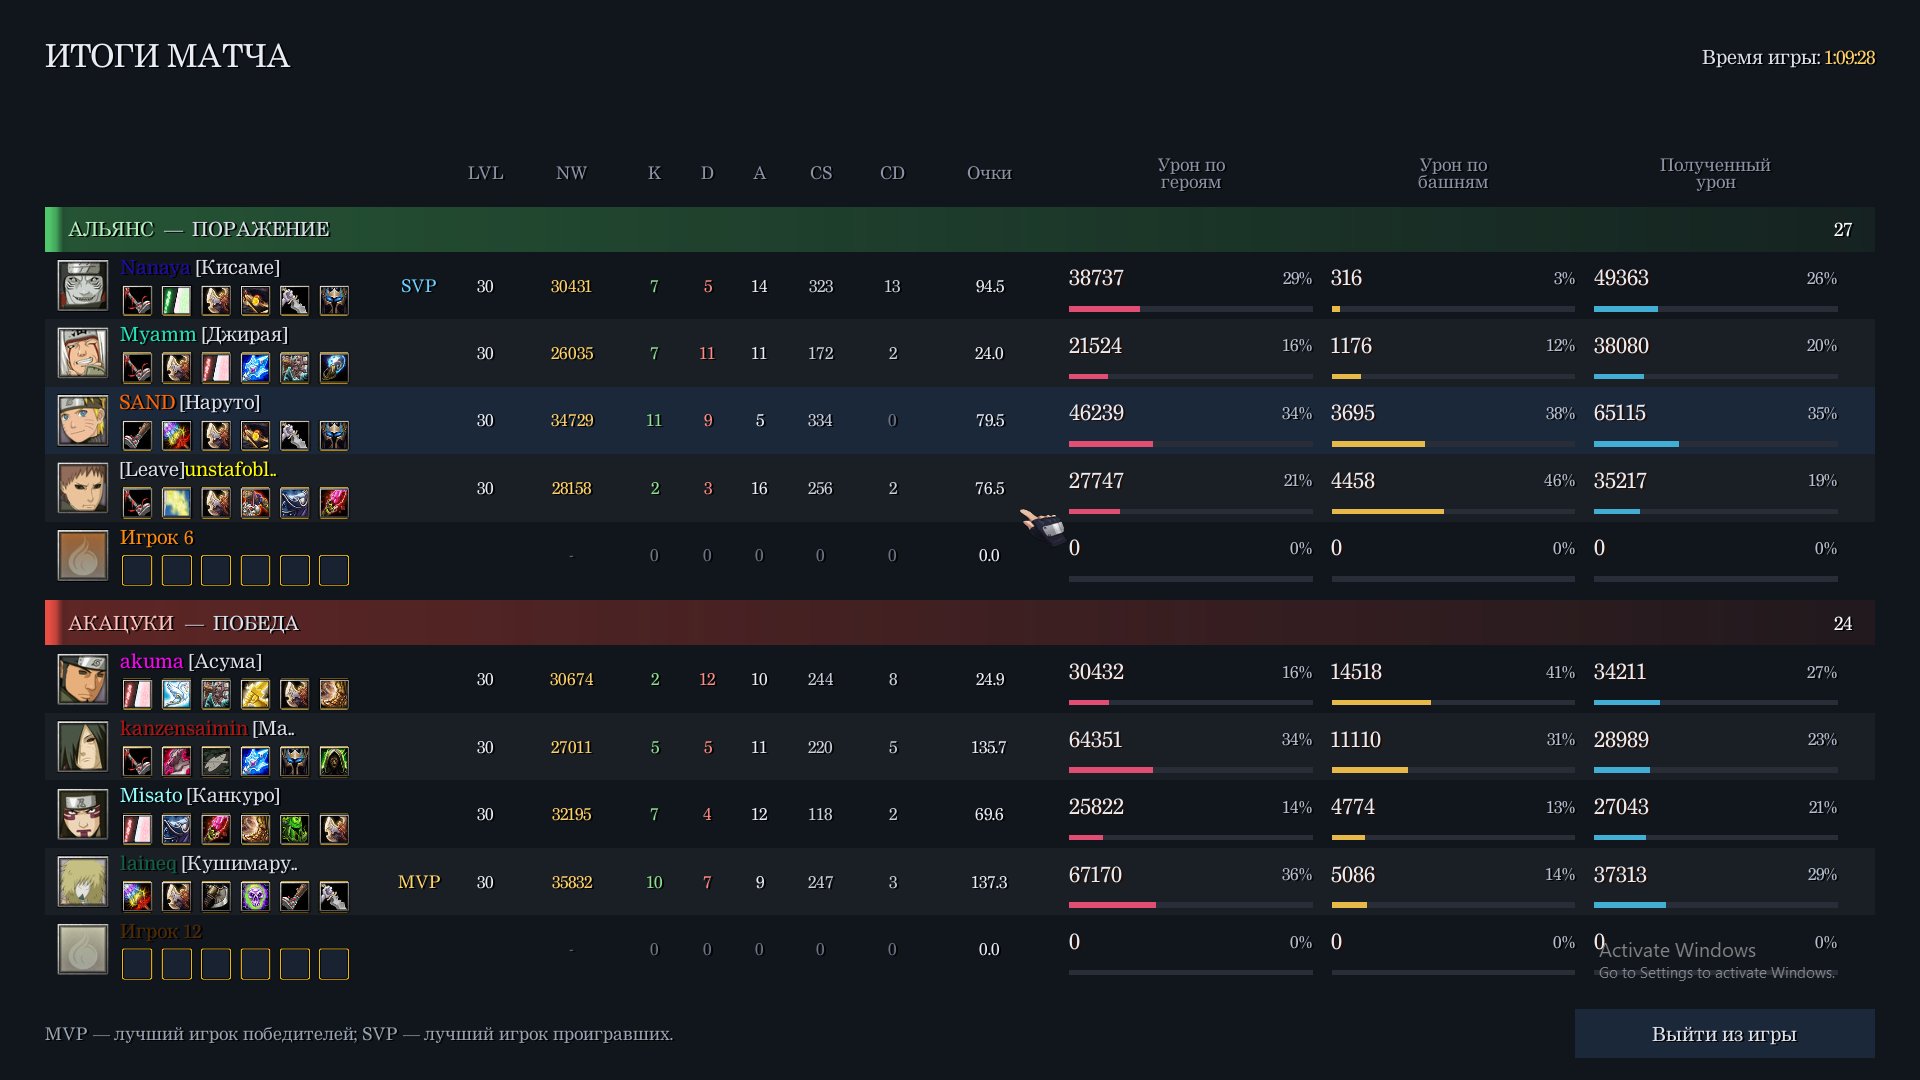 ИТОГИ МАТЧА
Время игры: 1:09:28
LVL NW K D A CS CD Очки Урон по героям Урон по башням Полученный урон
АЛЬЯНС — ПОРАЖЕНИЕ 27
Nanaya [Кисаме] SVP 30 30431 7 5 14 323 13 94.5 38737 29% 316 3% 49363 26%
Myamm [Джирая] 30 26035 7 11 11 172 2 24.0 21524 16% 1176 12% 38080 20%
SAND [Наруто] 30 34729 11 9 5 334 0 79.5 46239 34% 3695 38% 65115 35%
[Leave]unstafobl.. 30 28158 2 3 16 256 2 76.5 27747 21% 4458 46% 35217 19%
Игрок 6 - 0 0 0 0 0 0.0 0 0% 0 0% 0 0%
АКАЦУКИ — ПОБЕДА 24
akuma [Асума] 30 30674 2 12 10 244 8 24.9 30432 16% 14518 41% 34211 27%
kanzensaimin [Ма.. 30 27011 5 5 11 220 5 135.7 64351 34% 11110 31% 28989 23%
Misato [Канкуро] 30 32195 7 4 12 118 2 69.6 25822 14% 4774 13% 27043 21%
laineq [Кушимару.. MVP 30 35832 10 7 9 247 3 137.3 67170 36% 5086 14% 37313 29%
Игрок 12 - 0 0 0 0 0 0.0 0 0% 0 0% 0 0%
Activate Windows
Go to Settings to activate Windows.
MVP — лучший игрок победителей; SVP — лучший игрок проигравших.
Выйти из игры